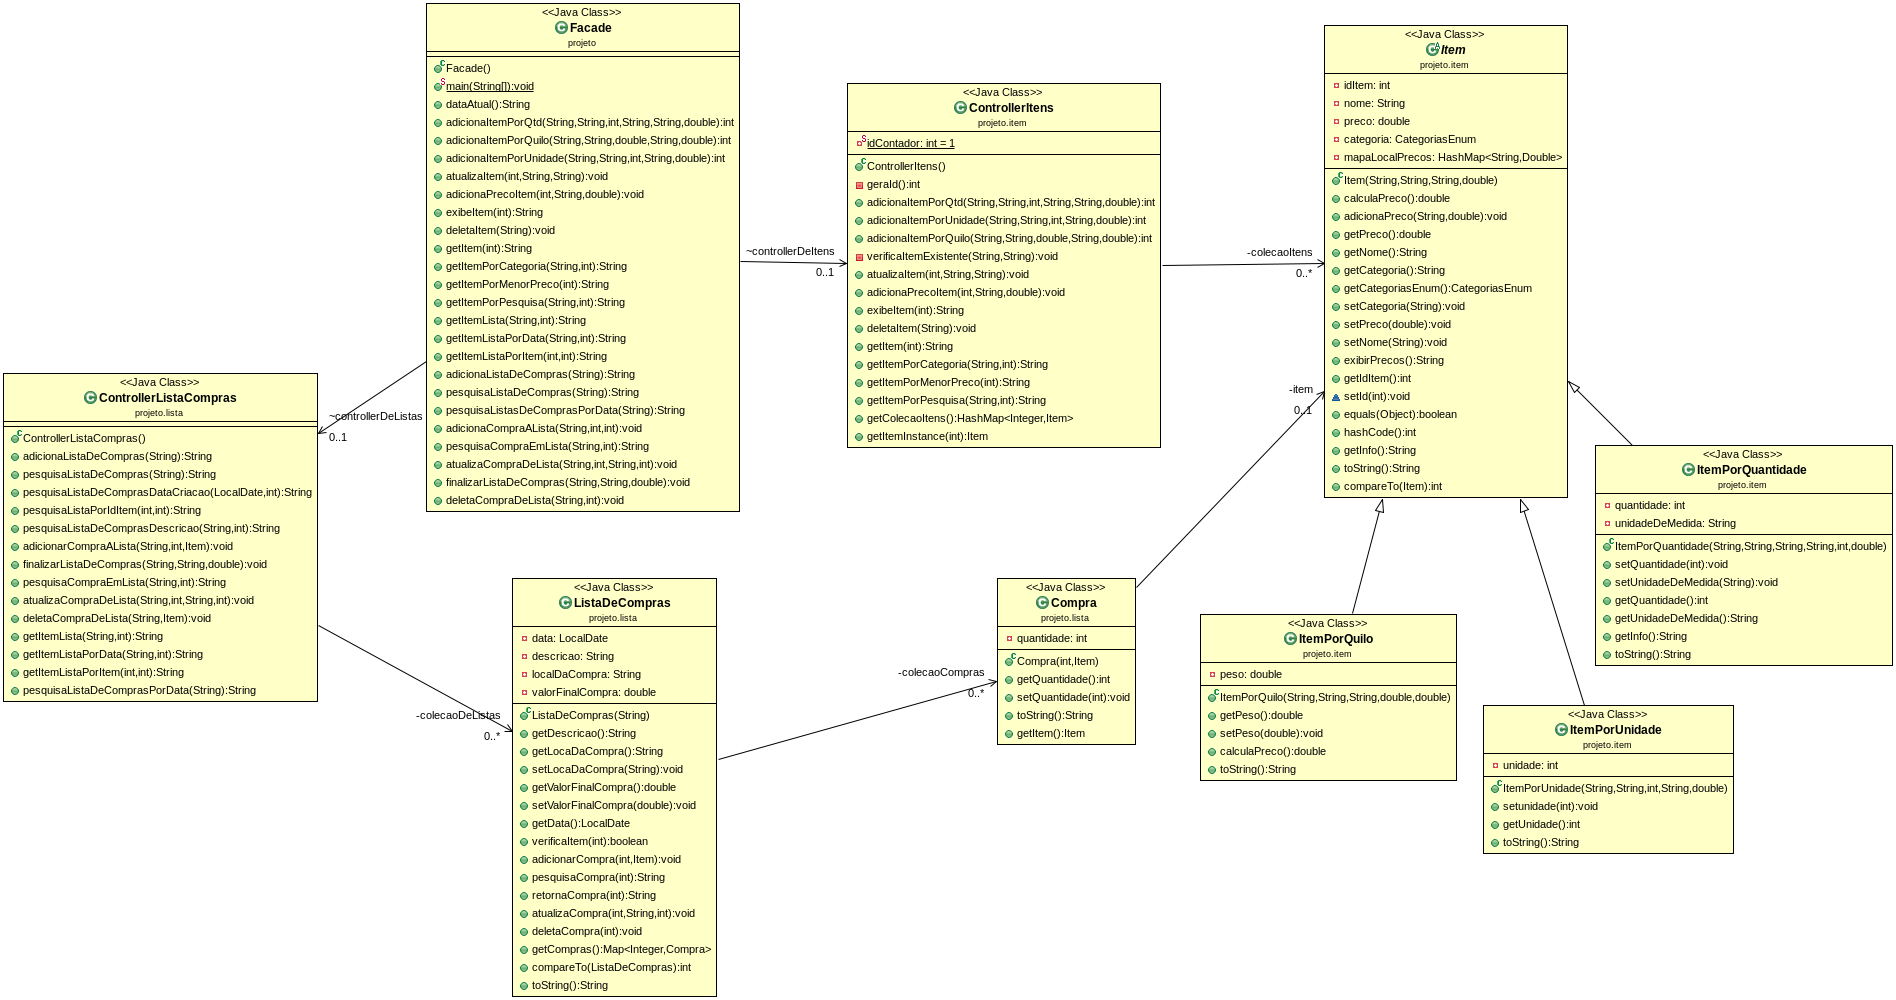 <<Java Class>>
Facade
projeto
Facade()
main(String[]):void
dataAtual():String
adicionaItemPorQtd(String,String,int,String,String,double):int
adicionaItemPorQuilo(String,String,double,String,double):int
adicionaItemPorUnidade(String,String,int,String,double):int
atualizaItem(int,String,String):void
adicionaPrecoItem(int,String,double):void
exibeItem(int):String
deletaItem(String):void
getItem(int):String
getItemPorCategoria(String,int):String
getItemPorMenorPreco(int):String
getItemPorPesquisa(String,int):String
getItemLista(String,int):String
getItemListaPorData(String,int):String
getItemListaPorItem(int,int):String
adicionaListaDeCompras(String):String
pesquisaListaDeCompras(String):String
pesquisaListasDeComprasPorData(String):String
adicionaCompraALista(String,int,int):void
pesquisaCompraEmLista(String,int):String
atualizaCompraDeLista(String,int,String,int):void
finalizarListaDeCompras(String,String,double):void
deletaCompraDeLista(String,int):void
~controllerDeItens
0..1
<<Java Class>>
ControllerItens
projeto.item
idContador: int = 1
ControllerItens()
geraId():int
adicionaItemPorQtd(String,String,int,String,String,double):int
adicionaItemPorUnidade(String,String,int,String,double):int
adicionaItemPorQuilo(String,String,double,String,double):int
verificaItemExistente(String,String):void
atualizaItem(int,String,String):void
adicionaPrecoItem(int,String,double):void
exibeItem(int):String
deletaItem(String):void
getItem(int):String
getItemPorCategoria(String,int):String
getItemPorMenorPreco(int):String
getItemPorPesquisa(String,int):String
getColecaoItens():HashMap<Integer,Item>
getItemInstance(int):Item
-colecaoItens
0..*
<<Java Class>>
Item
projeto.item
idItem: int
nome: String
preco: double
categoria: CategoriasEnum
mapaLocalPrecos: HashMap<String,Double>
Item(String,String,String,double)
calculaPreco():double
adicionaPreco(String,double):void
getPreco():double
getNome():String
getCategoria():String
getCategoriasEnum():CategoriasEnum
setCategoria(String):void
setPreco(double):void
setNome(String):void
exibirPrecos():String
getIdItem():int
setId(int):void
equals(Object):boolean
hashCode():int
getInfo():String
toString():String
compareTo(Item):int
-item
0..1
~controllerDeListas
0..1
<<Java Class>>
ControllerListaCompras
projeto.lista
ControllerListaCompras()
adicionaListaDeCompras(String):String
pesquisaListaDeCompras(String):String
pesquisaListaDeComprasDataCriacao(LocalDate,int):String
pesquisaListaPorIdItem(int,int):String
pesquisaListaDeComprasDescricao(String,int):String
adicionarCompraALista(String,int,Item):void
finalizarListaDeCompras(String,String,double):void
pesquisaCompraEmLista(String,int):String
atualizaCompraDeLista(String,int,String,int):void
deletaCompraDeLista(String,Item):void
getItemLista(String,int):String
getItemListaPorData(String,int):String
getItemListaPorItem(int,int):String
pesquisaListaDeComprasPorData(String):String
-colecaoDeListas
0..*
<<Java Class>>
ListaDeCompras
projeto.lista
data: LocalDate
descricao: String
localDaCompra: String
valorFinalCompra: double
ListaDeCompras(String)
getDescricao():String
getLocaDaCompra():String
setLocaDaCompra(String):void
getValorFinalCompra():double
setValorFinalCompra(double):void
getData():LocalDate
verificaItem(int):boolean
adicionarCompra(int,Item):void
pesquisaCompra(int):String
retornaCompra(int):String
atualizaCompra(int,String,int):void
deletaCompra(int):void
getCompras():Map<Integer,Compra>
compareTo(ListaDeCompras):int
toString():String
-colecaoCompras
0..*
<<Java Class>>
Compra
projeto.lista
quantidade: int
Compra(int,Item)
getQuantidade():int
setQuantidade(int):void
toString():String
getItem():Item
<<Java Class>>
ItemPorQuilo
projeto.item
peso: double
ItemPorQuilo(String,String,String,double,double)
getPeso():double
setPeso(double):void
calculaPreco():double
toString():String
<<Java Class>>
ItemPorQuantidade
projeto.item
quantidade: int
unidadeDeMedida: String
ItemPorQuantidade(String,String,String,String,int,double)
setQuantidade(int):void
setUnidadeDeMedida(String):void
getQuantidade():int
getUnidadeDeMedida():String
getInfo():String
toString():String
<<Java Class>>
ItemPorUnidade
projeto.item
unidade: int
ItemPorUnidade(String,String,int,String,double)
setunidade(int):void
getUnidade():int
toString():String